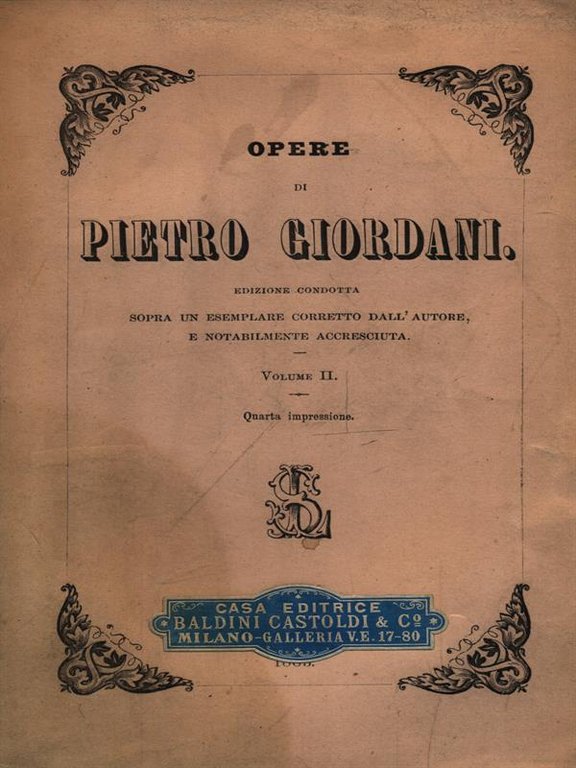 OPERE
DI
PIETRO GIORDANI.
EDIZIONE CONDOTTA
SOPRA UN ESEMPLARE CORRETTO DALL' AUTORE,
E NOTABILMENTE ACCRESCIUTA.
VOLUME II.
Quarta impressione.
CASA EDITRICE
BALDINI CASTOLDI & Cº
MILANO-GALLERIA V.E. 17-80